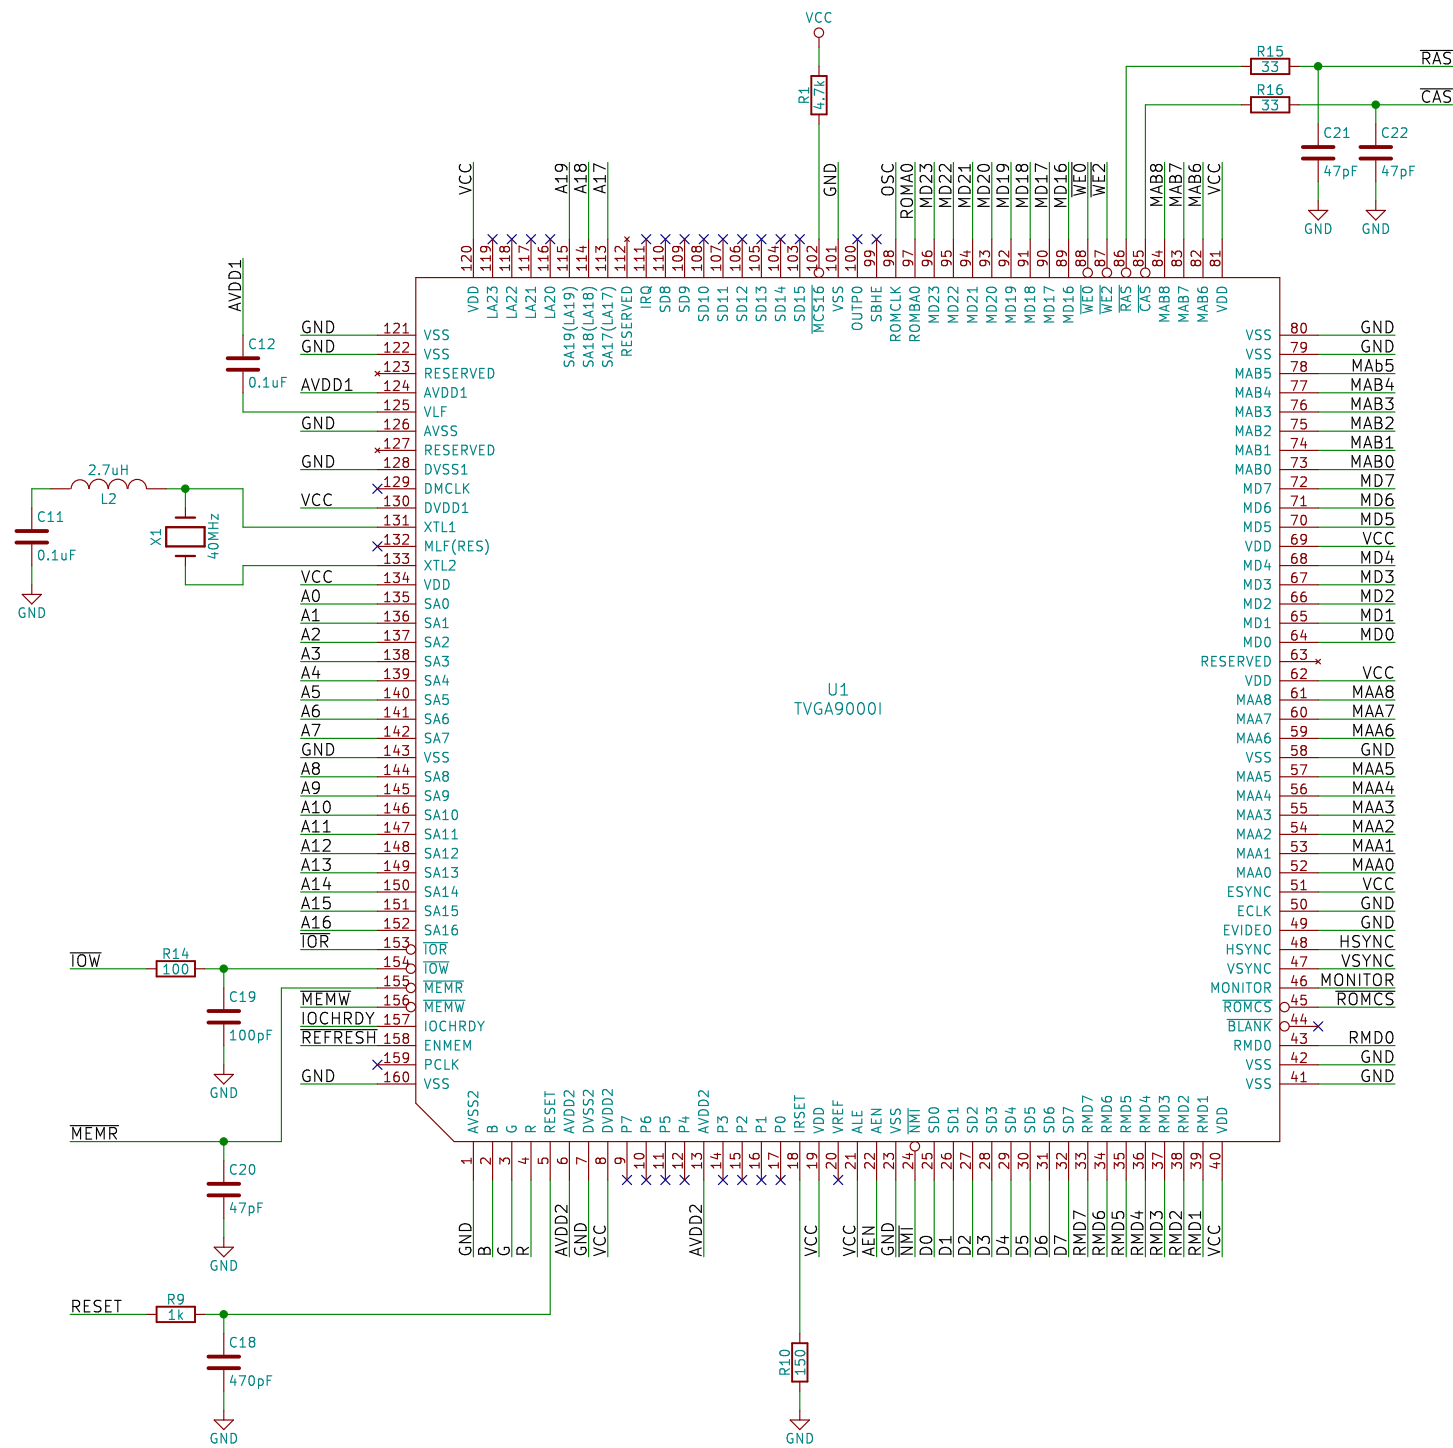 VCC
R1
4.7k
R15
33
R̅A̅S̅
R16
33
C̅A̅S̅
C21
47pF
GND
C22
47pF
GND
VCC
A19
A18
A17
GND
OSC
ROMA0
MD23
MD22
MD21
MD20
MD19
MD18
MD17
MD16
W̅E̅0̅
W̅E̅2̅
MAB8
MAB7
MAB6
VCC
120 VDD
119 LA23
118 LA22
117 LA21
116 LA20
115 SA19(LA19)
114 SA18(LA18)
113 SA17(LA17)
112 RESERVED
111 IRQ
110 SD8
109 SD9
108 SD10
107 SD11
106 SD12
105 SD13
104 SD14
103 SD15
102 M̅C̅S̅1̅6̅
101 VSS
100 OUTP0
99 SBHE
98 ROMCLK
97 ROMBA0
96 MD23
95 MD22
94 MD21
93 MD20
92 MD19
91 MD18
90 MD17
89 MD16
88 W̅E̅0̅
87 W̅E̅2̅
86 R̅A̅S̅
85 C̅A̅S̅
84 MAB8
83 MAB7
82 MAB6
81 VDD
AVDD1
C12
0.1uF
2.7uH
L2
C11
0.1uF
GND
X1
40MHz
GND 121 VSS
GND 122 VSS
123 RESERVED
AVDD1 124 AVDD1
125 VLF
GND 126 AVSS
127 RESERVED
GND 128 DVSS1
129 DMCLK
VCC 130 DVDD1
131 XTL1
132 MLF(RES)
133 XTL2
VCC 134 VDD
A0 135 SA0
A1 136 SA1
A2 137 SA2
A3 138 SA3
A4 139 SA4
A5 140 SA5
A6 141 SA6
A7 142 SA7
GND 143 VSS
A8 144 SA8
A9 145 SA9
A10 146 SA10
A11 147 SA11
A12 148 SA12
A13 149 SA13
A14 150 SA14
A15 151 SA15
A16 152 SA16
I̅O̅R̅ 153 I̅O̅R̅
154 I̅O̅W̅
155 M̅E̅M̅R̅
M̅E̅M̅W̅ 156 M̅E̅M̅W̅
IOCHRDY 157 IOCHRDY
R̅E̅F̅R̅E̅S̅H̅ 158 ENMEM
159 PCLK
GND 160 VSS
U1
TVGA9000I
VSS 80 GND
VSS 79 GND
MAB5 78 MAb5
MAB4 77 MAB4
MAB3 76 MAB3
MAB2 75 MAB2
MAB1 74 MAB1
MAB0 73 MAB0
MD7 72 MD7
MD6 71 MD6
MD5 70 MD5
VDD 69 VCC
MD4 68 MD4
MD3 67 MD3
MD2 66 MD2
MD1 65 MD1
MD0 64 MD0
RESERVED 63
VDD 62 VCC
MAA8 61 MAA8
MAA7 60 MAA7
MAA6 59 MAA6
VSS 58 GND
MAA5 57 MAA5
MAA4 56 MAA4
MAA3 55 MAA3
MAA2 54 MAA2
MAA1 53 MAA1
MAA0 52 MAA0
ESYNC 51 VCC
ECLK 50 GND
EVIDEO 49 GND
HSYNC 48 HSYNC
VSYNC 47 VSYNC
MONITOR 46 MONITOR
R̅O̅M̅C̅S̅ 45 R̅O̅M̅C̅S̅
B̅L̅A̅N̅K̅ 44
RMD0 43 RMD0
VSS 42 GND
VSS 41 GND
I̅O̅W̅
R14
100
C19
100pF
GND
M̅E̅M̅R̅
C20
47pF
GND
RESET
R9
1k
C18
470pF
GND
AVSS2 1 GND
B 2 B
G 3 G
R 4 R
RESET 5
AVDD2 6 AVDD2
DVSS2 7 GND
DVDD2 8 VCC
P7 9
P6 10
P5 11
P4 12
AVDD2 13 AVDD2
P3 14
P2 15
P1 16
P0 17
IRSET 18
VDD 19 VCC
VREF 20
ALE 21 VCC
AEN 22 AEN
VSS 23 GND
N̅M̅I̅ 24 N̅M̅I̅
SD0 25 D0
SD1 26 D1
SD2 27 D2
SD3 28 D3
SD4 29 D4
SD5 30 D5
SD6 31 D6
SD7 32 D7
RMD7 33 RMD7
RMD6 34 RMD6
RMD5 35 RMD5
RMD4 36 RMD4
RMD3 37 RMD3
RMD2 38 RMD2
RMD1 39 RMD1
VDD 40 VCC
R10
150
GND